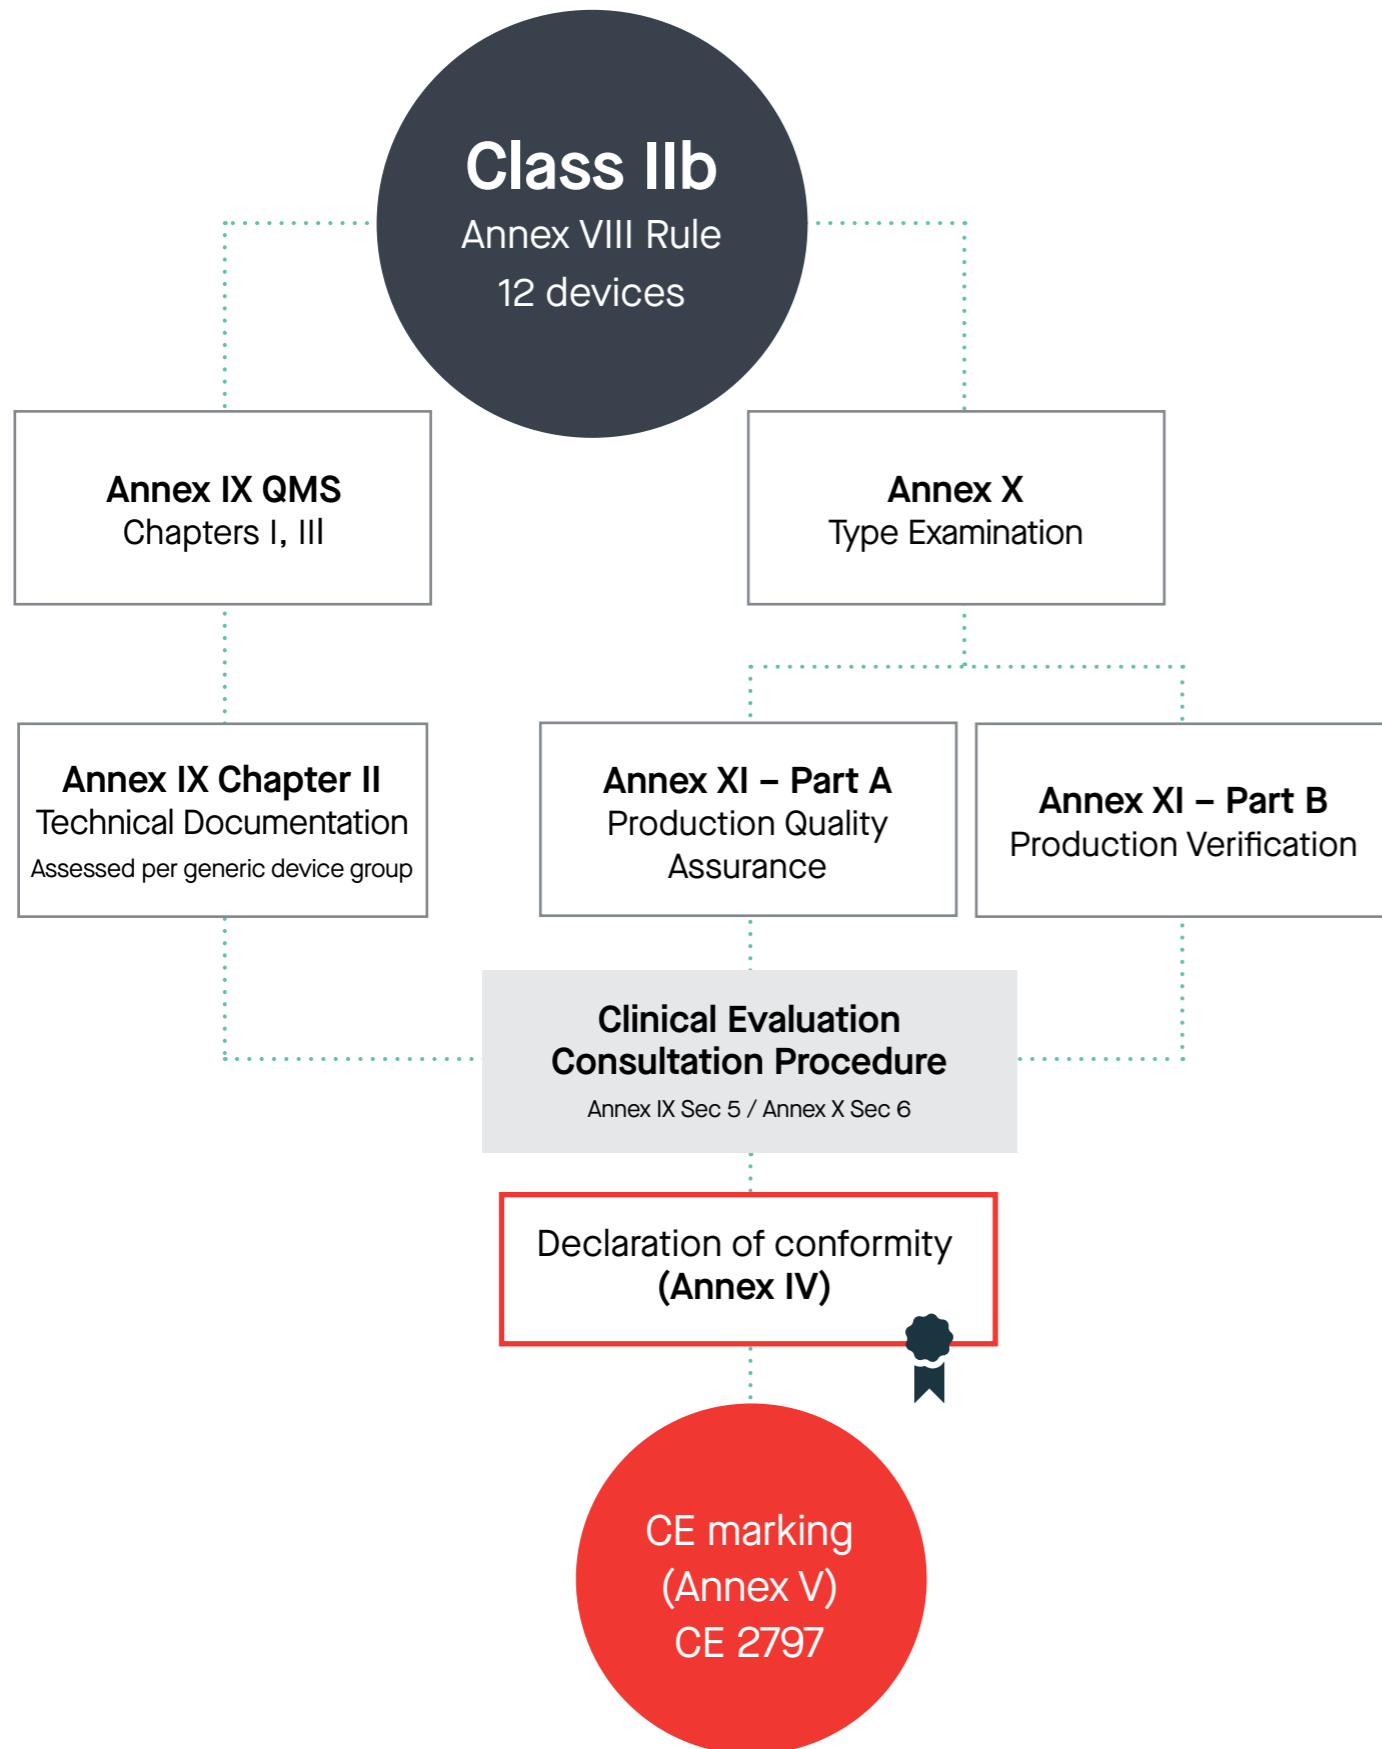 Class IIb
Annex VIII Rule
12 devices
Annex IX QMS
Chapters I, III
Annex X
Type Examination
Annex IX Chapter II
Technical Documentation
Assessed per generic device group
Annex XI – Part A
Production Quality
Assurance
Annex XI – Part B
Production Verification
Clinical Evaluation
Consultation Procedure
Annex IX Sec 5 / Annex X Sec 6
Declaration of conformity
(Annex IV)
CE marking
(Annex V)
CE 2797